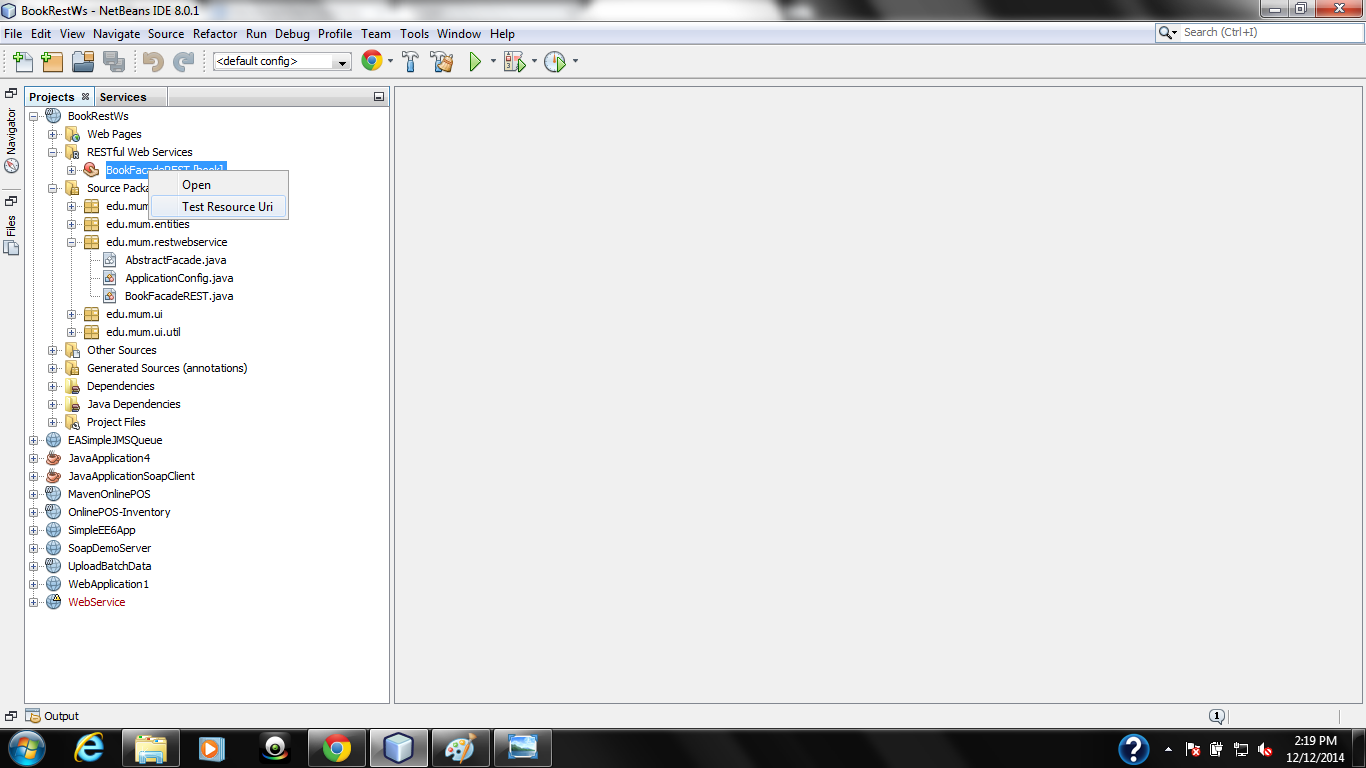 BookRestWs - NetBeans IDE 8.0.1
File Edit View Navigate Source Refactor Run Debug Profile Team Tools Window Help
Search (Ctrl+I)
<default config>
Projects Services
Navigator
Files
BookRestWs
Web Pages
RESTful Web Services
BookFacadeREST [book]
Open
Test Resource Uri
Source Packa
edu.mum
edu.mum.entities
edu.mum.restwebservice
AbstractFacade.java
ApplicationConfig.java
BookFacadeREST.java
edu.mum.ui
edu.mum.ui.util
Other Sources
Generated Sources (annotations)
Dependencies
Java Dependencies
Project Files
EASimpleJMSQueue
JavaApplication4
JavaApplicationSoapClient
MavenOnlinePOS
OnlinePOS-Inventory
SimpleEE6App
SoapDemoServer
UploadBatchData
WebApplication1
WebService
Output
1
2:19 PM
12/12/2014